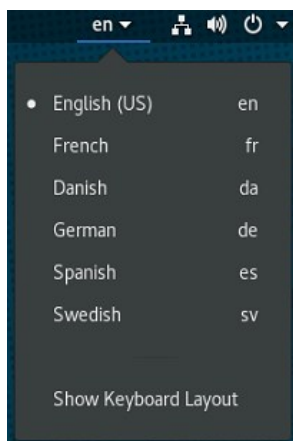 en
English (US) en
French fr
Danish da
German de
Spanish es
Swedish sv
Show Keyboard Layout